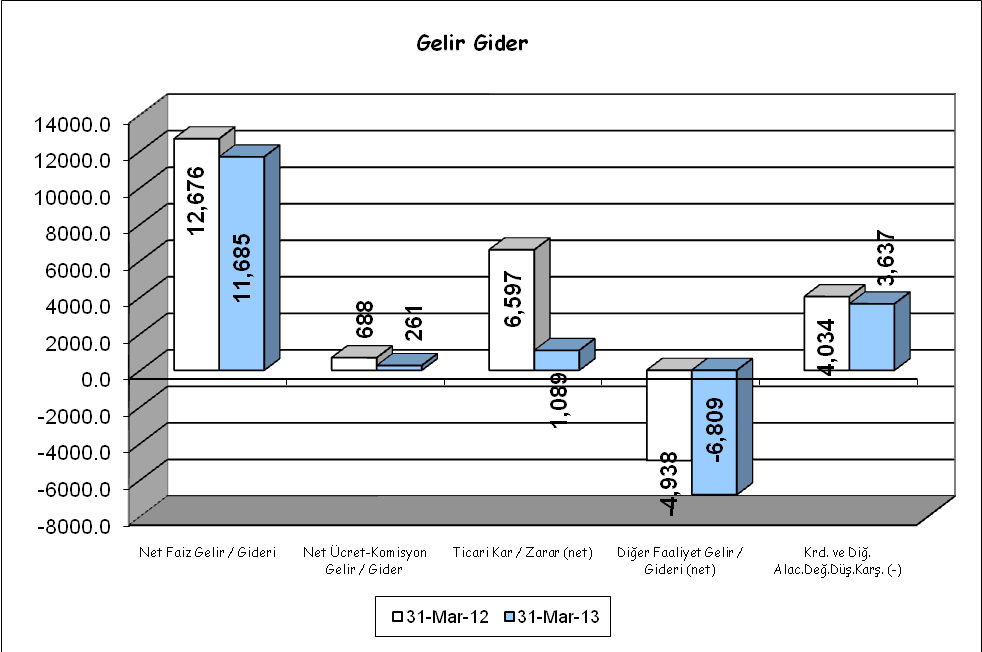 Gelir Gider
14000.0
12000.0
10000.0
8000.0
6000.0
4000.0
2000.0
0.0
-2000.0
-4000.0
-6000.0
-8000.0
12,676
11,685
688
261
6,597
1,089
-4,938
-6,809
4,034
3,637
Net Faiz Gelir / Gideri
Net Ücret-Komisyon
Gelir / Gider
Ticari Kar / Zarar (net)
Diğer Faaliyet Gelir /
Gideri (net)
Krd. ve Diğ.
Alac.Değ.Düş.Karş. (-)
31-Mar-12
31-Mar-13